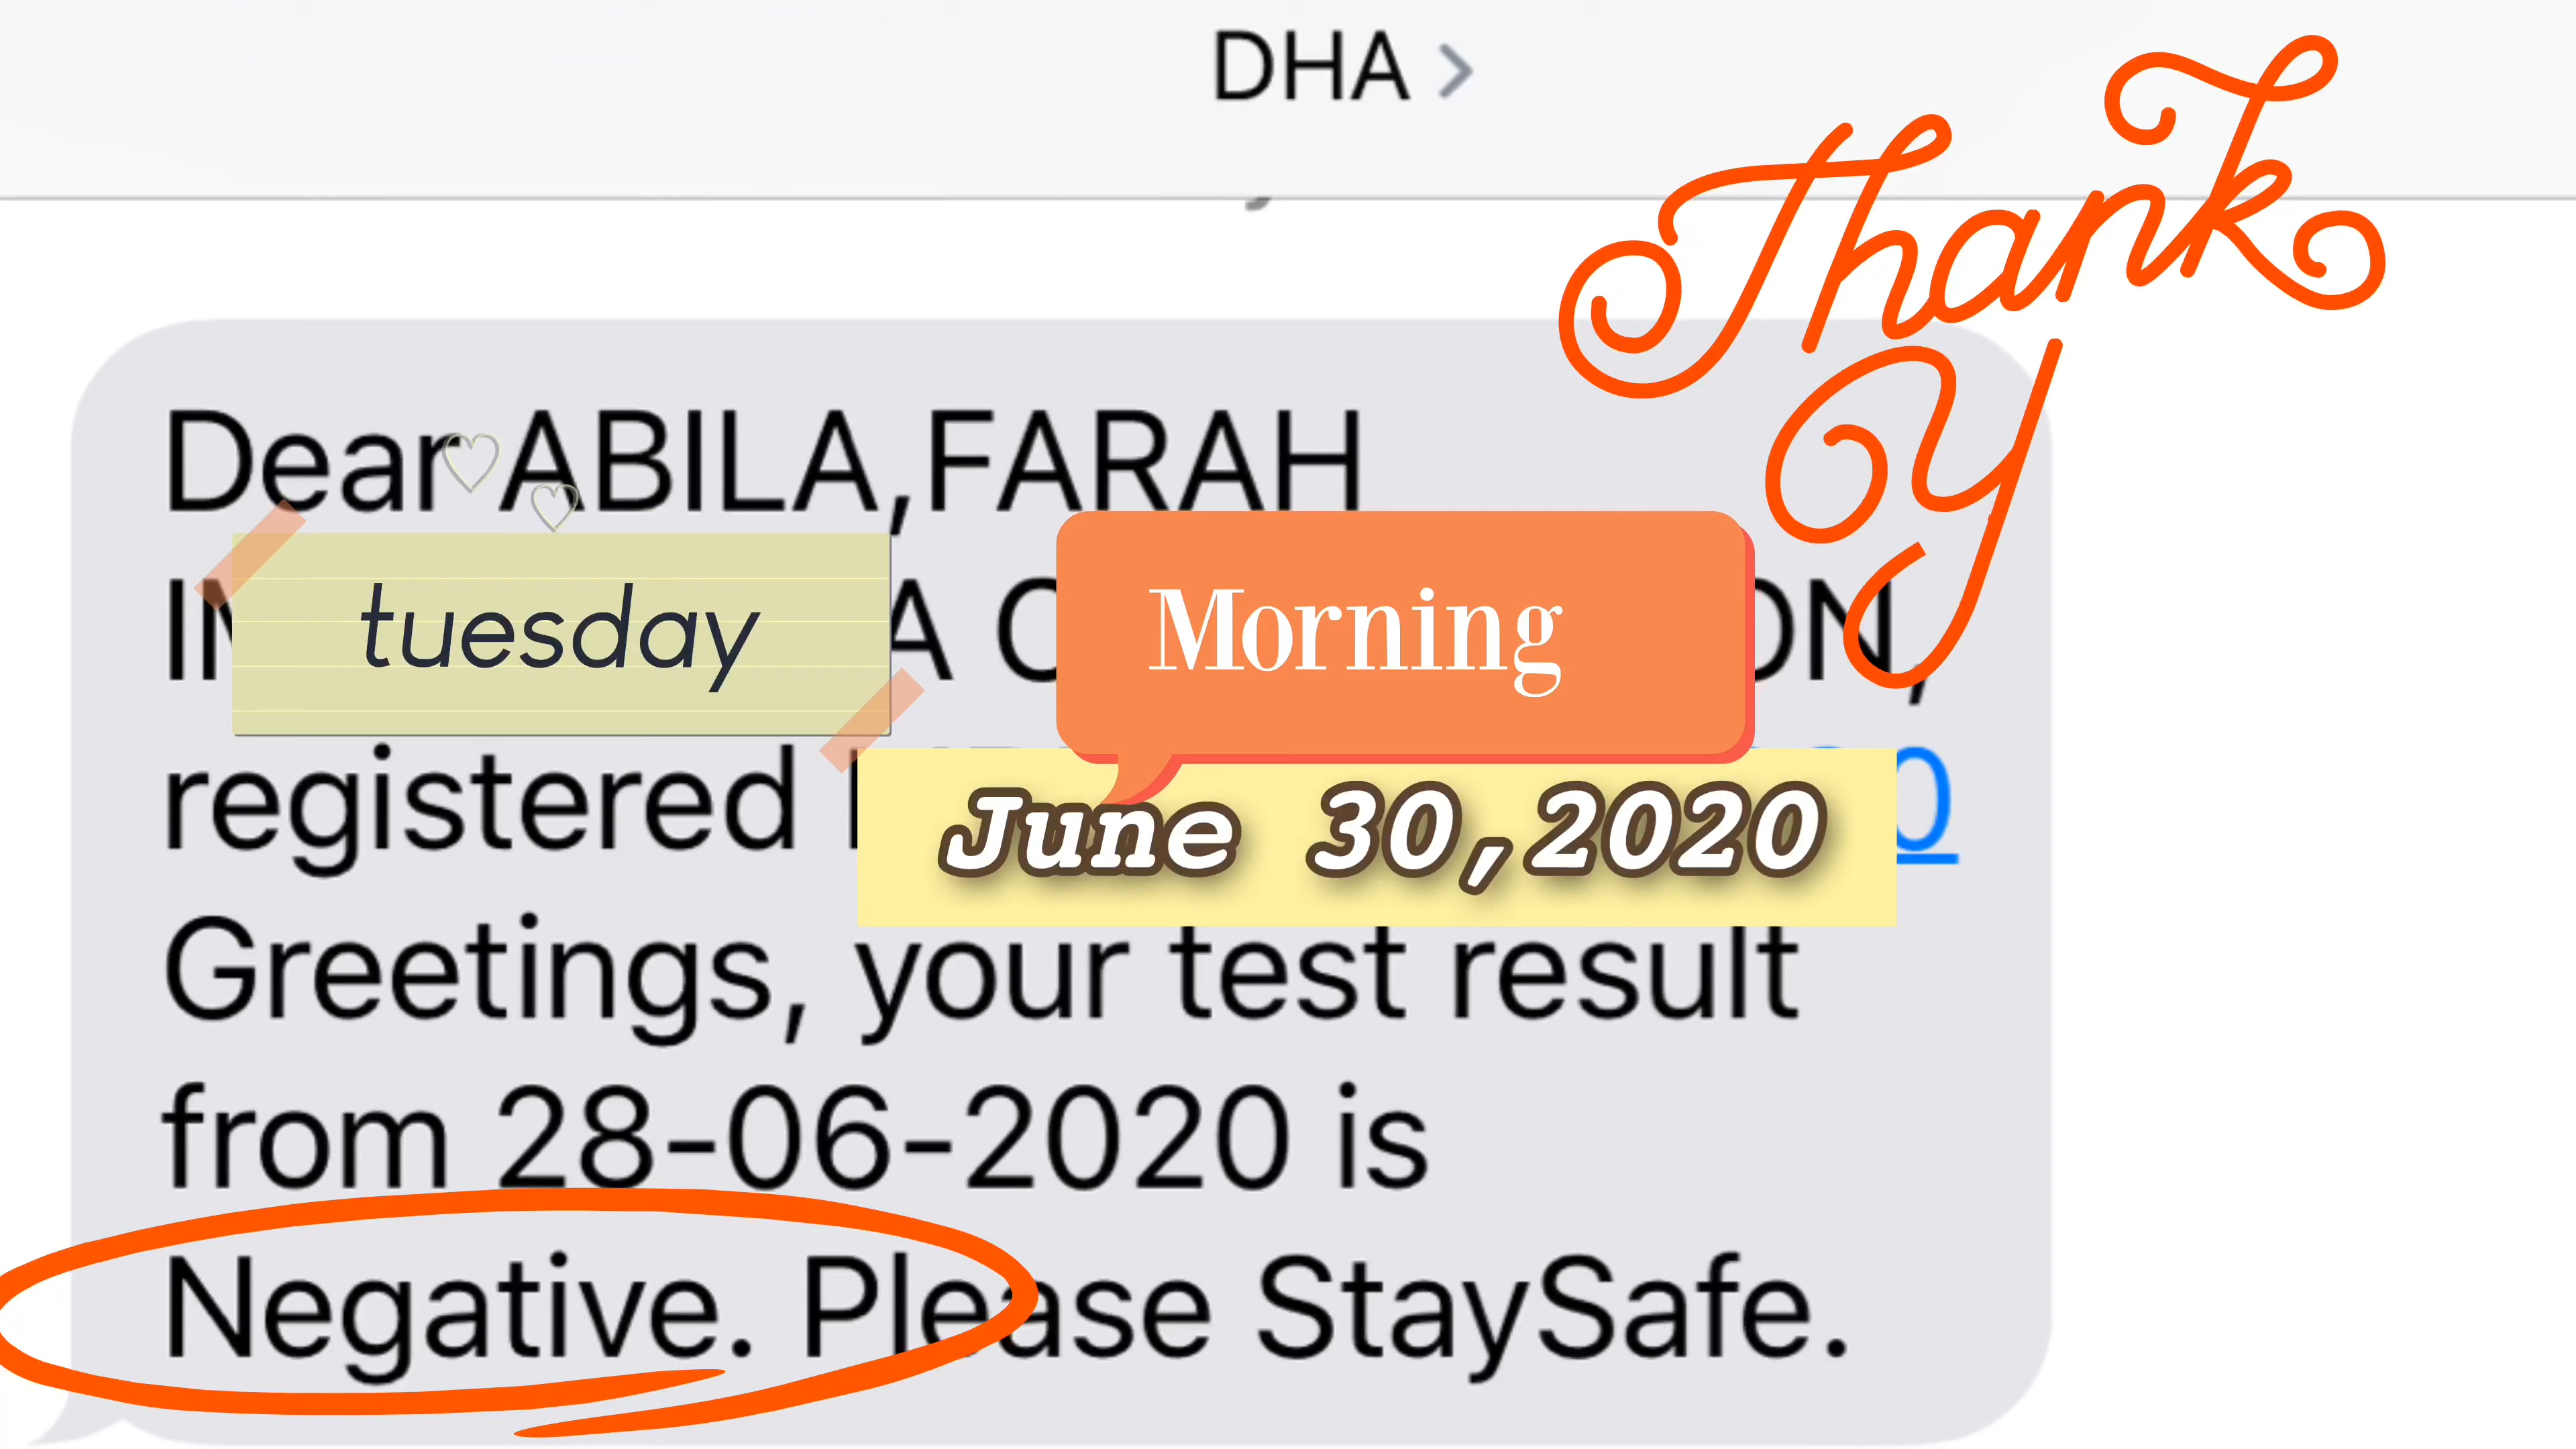 DHA
Thank
Y
Dear ABILA,FARAH
tuesday
Morning
registered
June 30,2020
Greetings, your test result
from 28-06-2020 is
Negative. Please StaySafe.